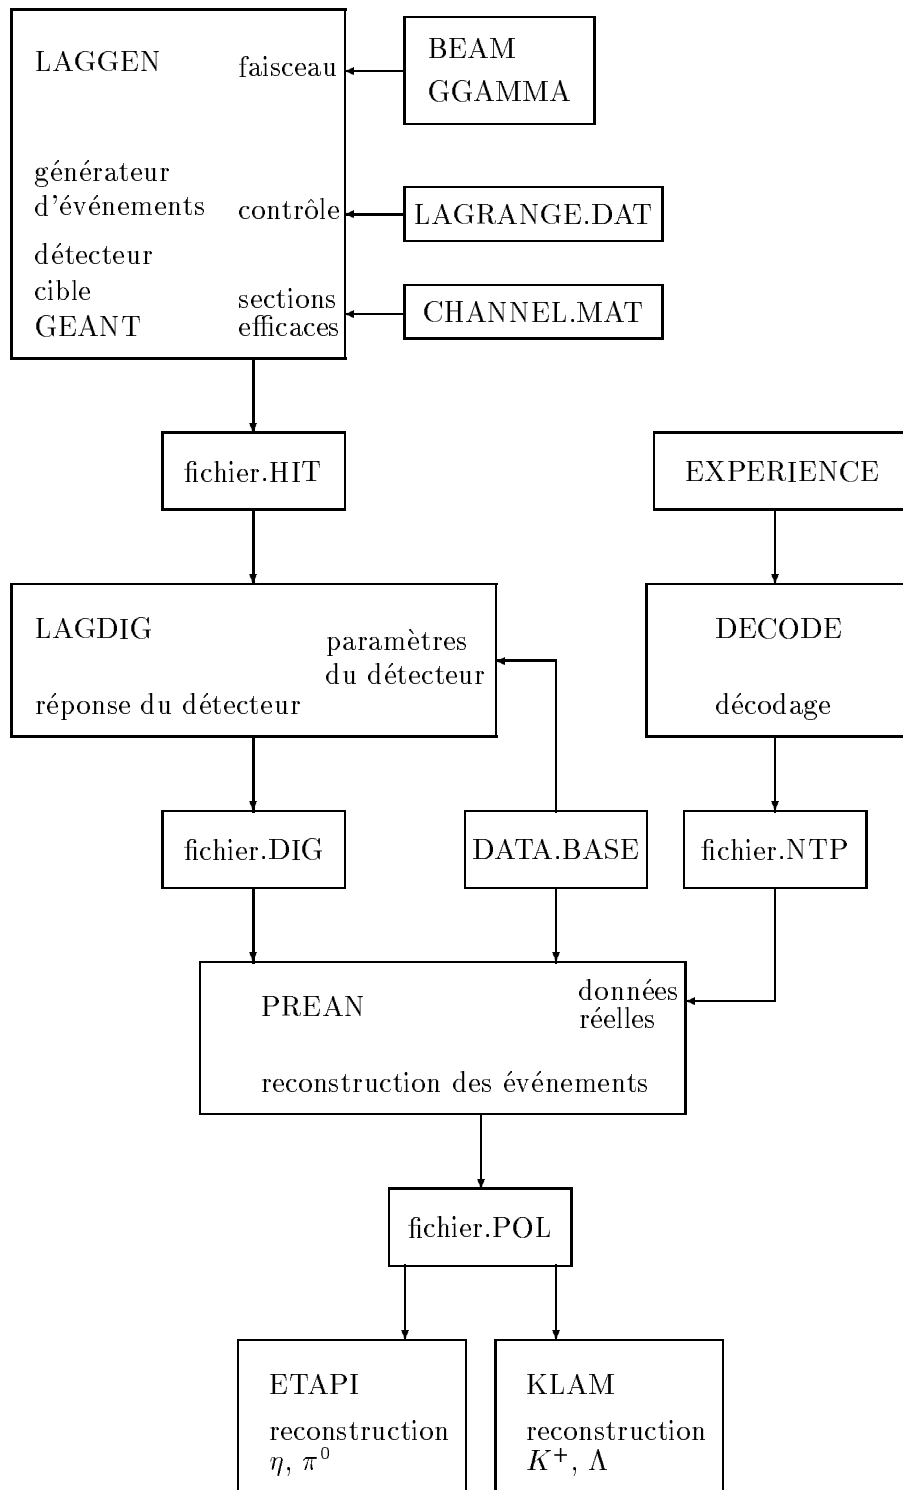 LAGGEN
faisceau
BEAM
GGAMMA
générateur
d'événements
contrôle
LAGRANGE.DAT
détecteur
cible
GEANT
sections
efficaces
CHANNEL.MAT
fichier.HIT
EXPERIENCE
LAGDIG
paramètres
du détecteur
réponse du détecteur
DECODE
décodage
fichier.DIG
DATA.BASE
fichier.NTP
PREAN
données
réelles
reconstruction des événements
fichier.POL
ETAPI
reconstruction
η, π⁰
KLAM
reconstruction
K⁺, Λ